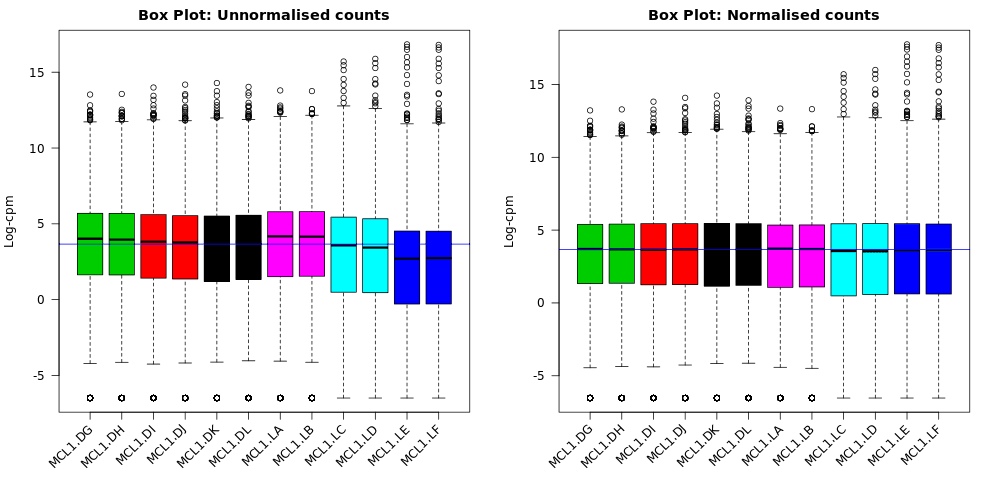 Box Plot: Unnormalised counts
Log-cpm
15
10
5
0
-5
MCL1.DG
MCL1.DH
MCL1.DI
MCL1.DJ
MCL1.DK
MCL1.DL
MCL1.LA
MCL1.LB
MCL1.LC
MCL1.LD
MCL1.LE
MCL1.LF
Box Plot: Normalised counts
Log-cpm
15
10
5
0
-5
MCL1.DG
MCL1.DH
MCL1.DI
MCL1.DJ
MCL1.DK
MCL1.DL
MCL1.LA
MCL1.LB
MCL1.LC
MCL1.LD
MCL1.LE
MCL1.LF